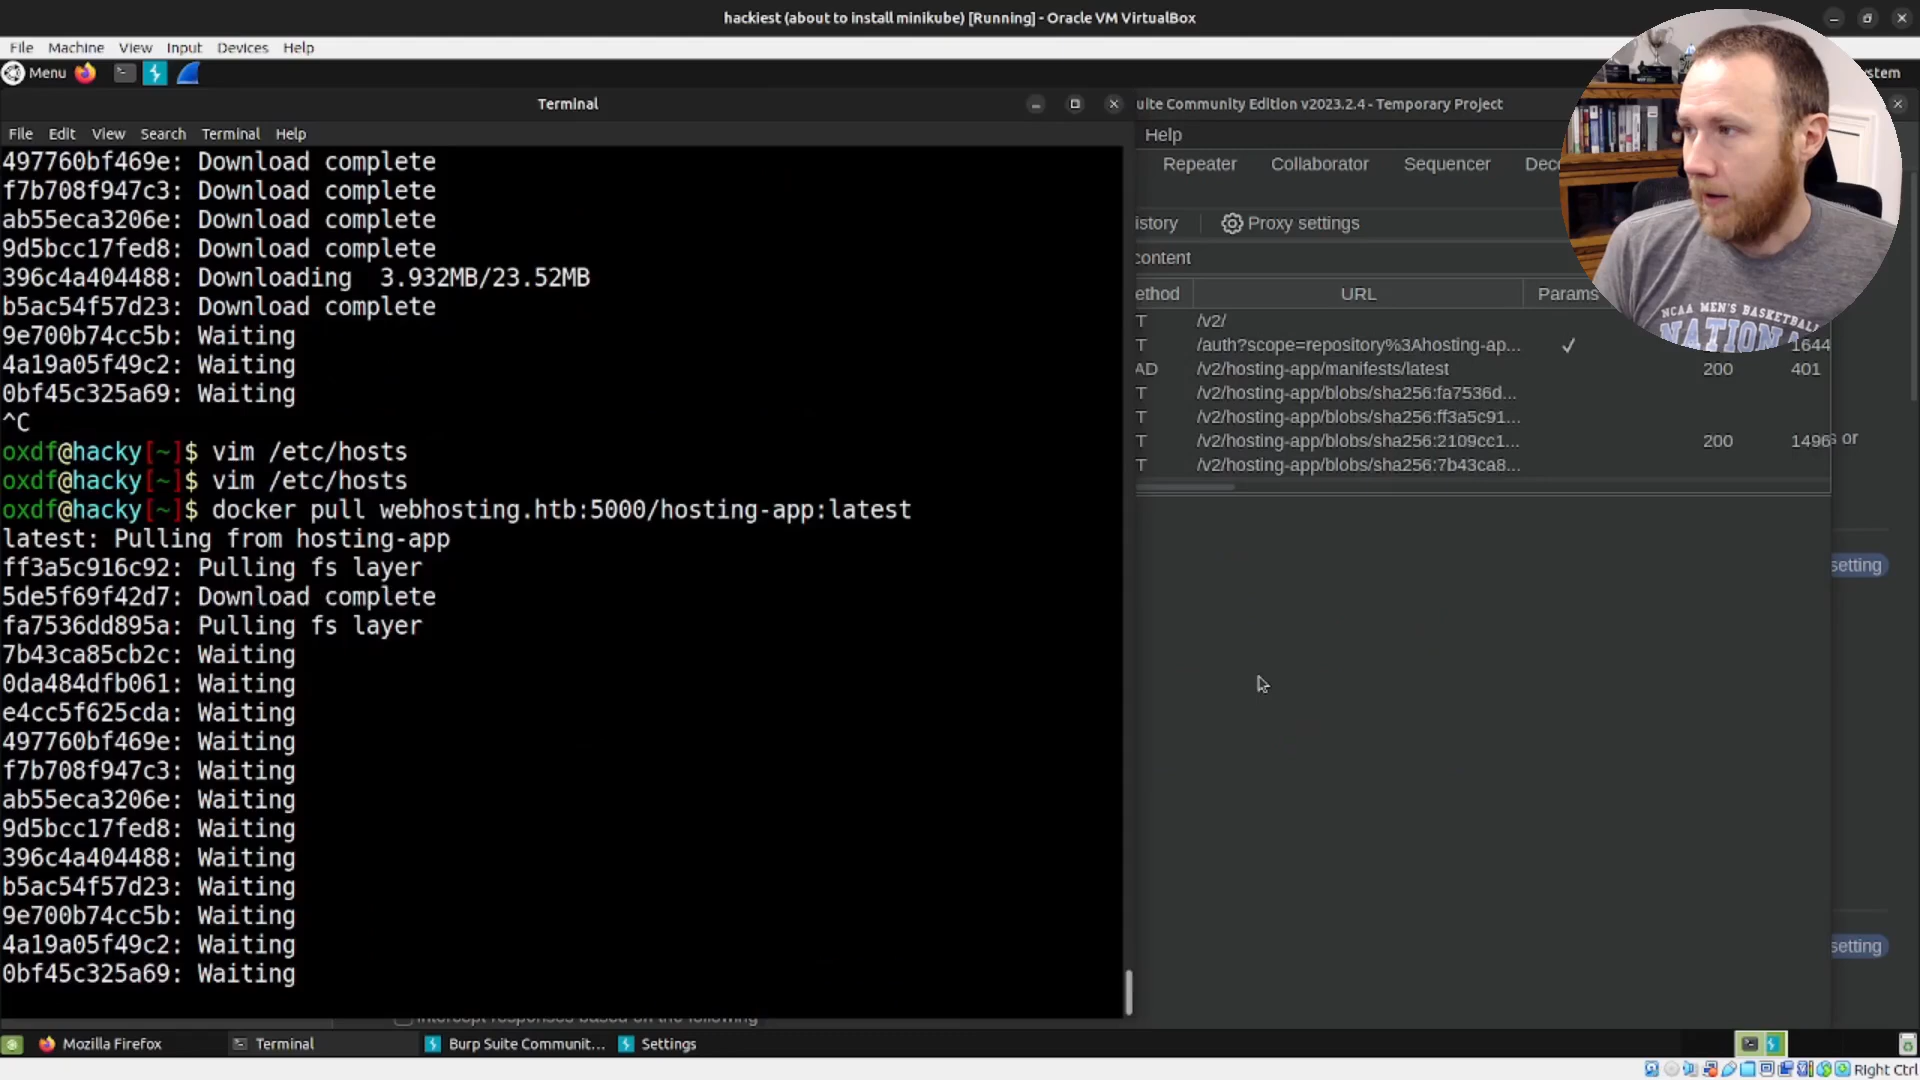 hackiest (about to install minikube) [Running] - Oracle VM VirtualBox
File Machine View Input Devices Help
Menu
Terminal
File Edit View Search Terminal Help
497760bf469e: Download complete
f7b708f947c3: Download complete
ab55eca3206e: Download complete
9d5bcc17fed8: Download complete
396c4a404488: Downloading 3.932MB/23.52MB
b5ac54f57d23: Download complete
9e700b74cc5b: Waiting
4a19a05f49c2: Waiting
0bf45c325a69: Waiting
^C
oxdf@hacky[~]$ vim /etc/hosts
oxdf@hacky[~]$ vim /etc/hosts
oxdf@hacky[~]$ docker pull webhosting.htb:5000/hosting-app:latest
latest: Pulling from hosting-app
ff3a5c916c92: Pulling fs layer
5de5f69f42d7: Download complete
fa7536dd895a: Pulling fs layer
7b43ca85cb2c: Waiting
0da484dfb061: Waiting
e4cc5f625cda: Waiting
497760bf469e: Waiting
f7b708f947c3: Waiting
ab55eca3206e: Waiting
9d5bcc17fed8: Waiting
396c4a404488: Waiting
b5ac54f57d23: Waiting
9e700b74cc5b: Waiting
4a19a05f49c2: Waiting
0bf45c325a69: Waiting
uite Community Edition v2023.2.4 - Temporary Project
Help
Repeater Collaborator Sequencer Deco
istory Proxy settings
content
ethod URL Params
T /v2/
T /auth?scope=repository%3Ahosting-ap... ✓ 1644
AD /v2/hosting-app/manifests/latest 200 401
T /v2/hosting-app/blobs/sha256:fa7536d...
T /v2/hosting-app/blobs/sha256:ff3a5c91...
T /v2/hosting-app/blobs/sha256:2109cc1... 200 1496
T /v2/hosting-app/blobs/sha256:7b43ca8...
s or
setting
setting
stem
NCAA MEN'S BASKETBALL
NATIONA
Mozilla Firefox Terminal Burp Suite Communit... Settings
Right Ctrl